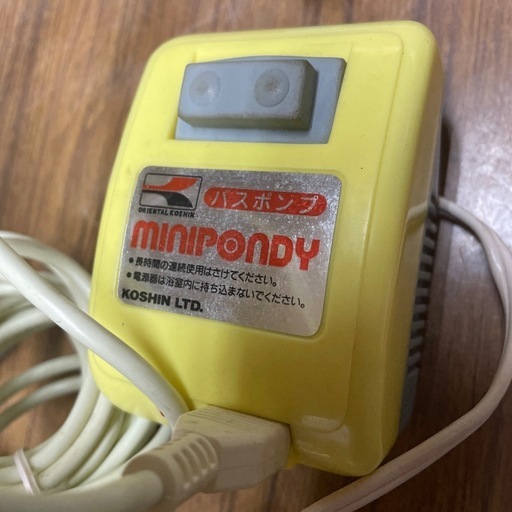 ORIENTAL KOSHIN
バスポンプ
MINIPONDY
●長時間の連続使用はさけてください。
●電源器は浴室内に持ち込まないでください。
KOSHIN LTD.